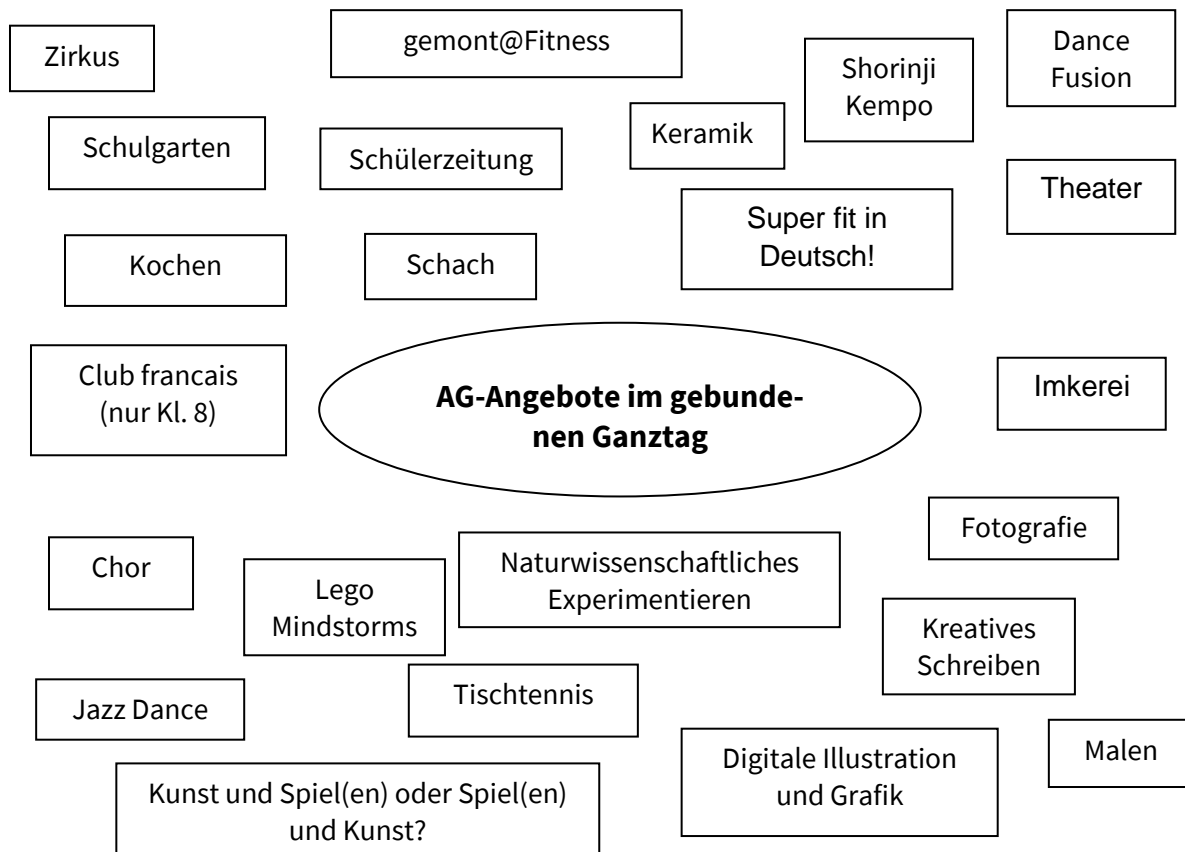 Zirkus
gemont@Fitness
Shorinji
Kempo
Dance
Fusion
Schulgarten
Schülerzeitung
Keramik
Theater
Super fit in
Deutsch!
Kochen
Schach
Club francais
(nur Kl. 8)
AG-Angebote im gebunde-
nen Ganztag
Imkerei
Fotografie
Chor
Lego
Mindstorms
Naturwissenschaftliches
Experimentieren
Kreatives
Schreiben
Jazz Dance
Tischtennis
Digitale Illustration
und Grafik
Malen
Kunst und Spiel(en) oder Spiel(en)
und Kunst?